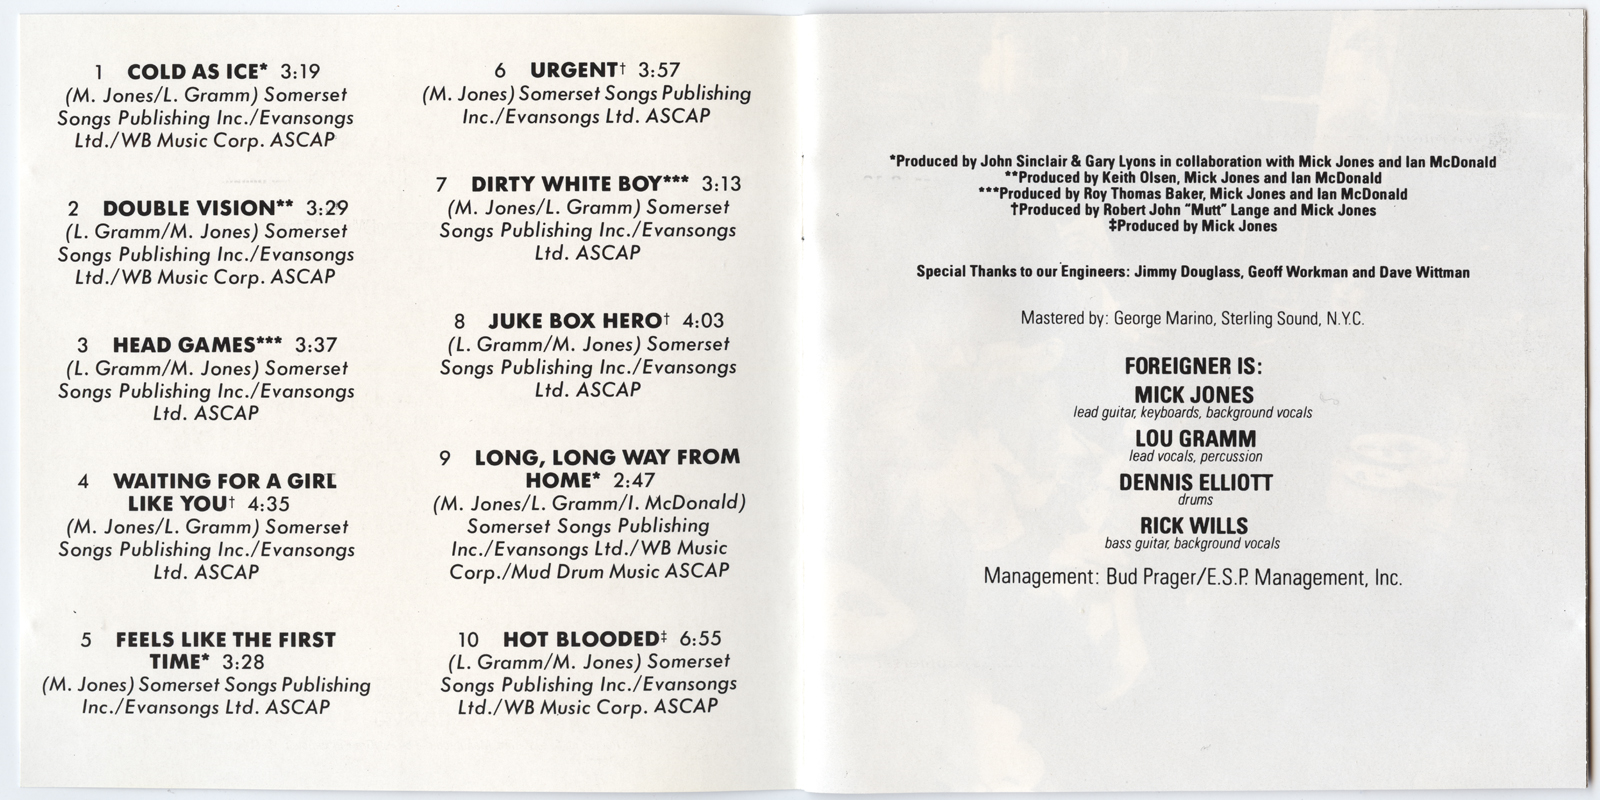 1 COLD AS ICE* 3:19
(M. Jones/L. Gramm) Somerset
Songs Publishing Inc./Evansongs
Ltd./WB Music Corp. ASCAP
2 DOUBLE VISION** 3:29
(L. Gramm/M. Jones) Somerset
Songs Publishing Inc./Evansongs
Ltd./WB Music Corp. ASCAP
3 HEAD GAMES*** 3:37
(L. Gramm/M. Jones) Somerset
Songs Publishing Inc./Evansongs
Ltd. ASCAP
4 WAITING FOR A GIRL
LIKE YOU† 4:35
(M. Jones/L. Gramm) Somerset
Songs Publishing Inc./Evansongs
Ltd. ASCAP
5 FEELS LIKE THE FIRST
TIME* 3:28
(M. Jones) Somerset Songs Publishing
Inc./Evansongs Ltd. ASCAP
6 URGENT† 3:57
(M. Jones) Somerset Songs Publishing
Inc./Evansongs Ltd. ASCAP
7 DIRTY WHITE BOY*** 3:13
(M. Jones/L. Gramm) Somerset
Songs Publishing Inc./Evansongs
Ltd. ASCAP
8 JUKE BOX HERO† 4:03
(L. Gramm/M. Jones) Somerset
Songs Publishing Inc./Evansongs
Ltd. ASCAP
9 LONG, LONG WAY FROM
HOME* 2:47
(M. Jones/L. Gramm/I. McDonald)
Somerset Songs Publishing
Inc./Evansongs Ltd./WB Music
Corp./Mud Drum Music ASCAP
10 HOT BLOODED‡ 6:55
(L. Gramm/M. Jones) Somerset
Songs Publishing Inc./Evansongs
Ltd./WB Music Corp. ASCAP
*Produced by John Sinclair & Gary Lyons in collaboration with Mick Jones and Ian McDonald
**Produced by Keith Olsen, Mick Jones and Ian McDonald
***Produced by Roy Thomas Baker, Mick Jones and Ian McDonald
†Produced by Robert John "Mutt" Lange and Mick Jones
‡Produced by Mick Jones
Special Thanks to our Engineers: Jimmy Douglass, Geoff Workman and Dave Wittman
Mastered by: George Marino, Sterling Sound, N.Y.C.
FOREIGNER IS:
MICK JONES
lead guitar, keyboards, background vocals
LOU GRAMM
lead vocals, percussion
DENNIS ELLIOTT
drums
RICK WILLS
bass guitar, background vocals
Management: Bud Prager/E.S.P. Management, Inc.